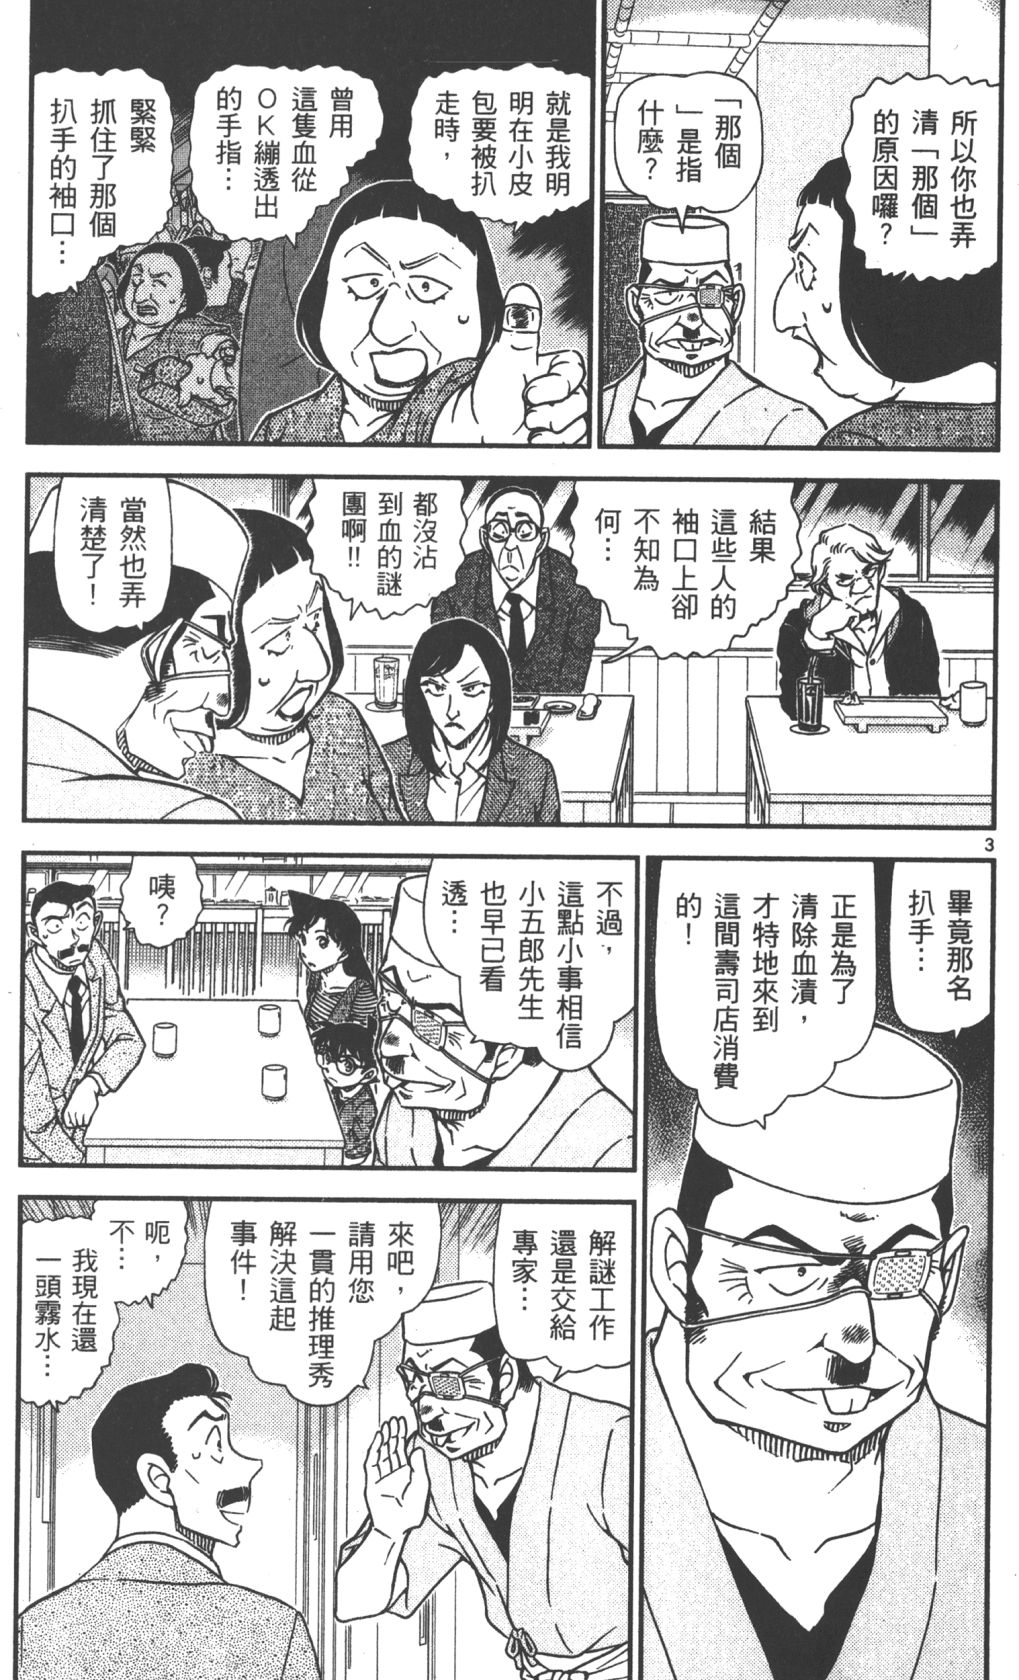 所以你也弄
清「那個」
的原因囉？
「那個
」是指
什麼？
就是我明
明在小皮
包要被扒
走時，
曾用
這隻血從
ＯＫ繃透出
的手指…
緊緊
抓住了那個
扒手的袖口…
結果
這些人的
袖口上卻
不知為
何…
都沒沾
到血的謎
團啊!!
當然也弄
清楚了！
3
畢竟那名
扒手…
正是為了
清除血漬，
才特地來到
這間壽司店消費
的！
不過，
這點小事相信
小五郎先生
也早已看
透…
咦？
解謎工作
還是交給
專家…
來吧，
請用您
一貫的推理秀
解決這起
事件！
呃，
不…
我現在還
一頭霧水…